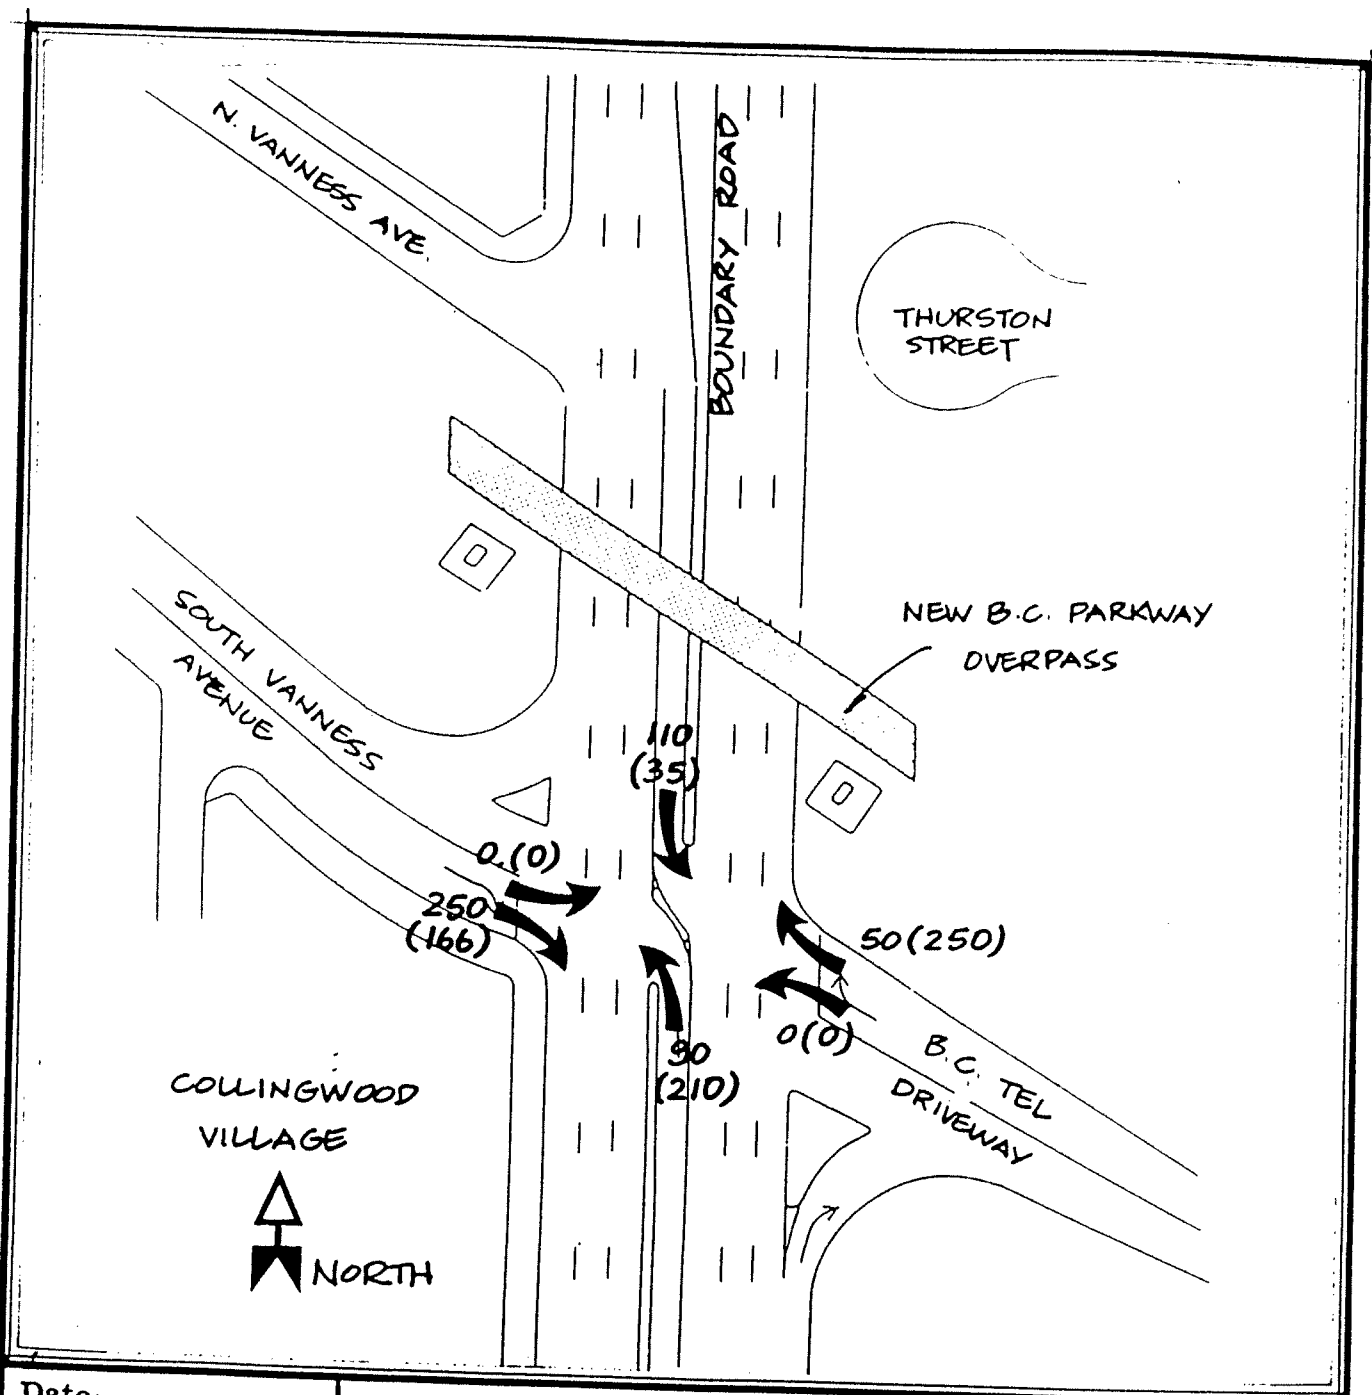 N. VANNESS AVE.
BOUNDARY ROAD
THURSTON
STREET
NEW B.C. PARKWAY
OVERPASS
SOUTH VANNESS
AVENUE
110
(35)
0 (0)
250
(166)
50 (250)
0 (0)
90
(210)
B.C. TEL
DRIVEWAY
COLLINGWOOD
VILLAGE
NORTH
Date: